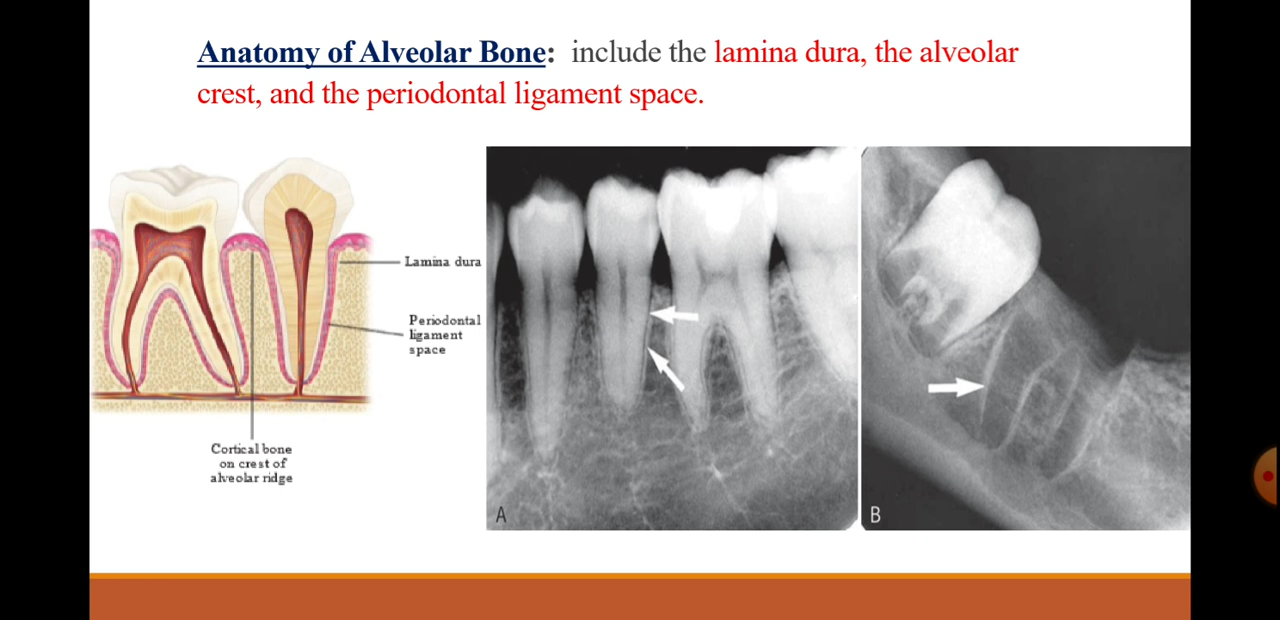 Anatomy of Alveolar Bone: include the lamina dura, the alveolar
crest, and the periodontal ligament space.
Lamina dura
Periodontal
ligament
space
Cortical bone
on crest of
alveolar ridge
A
B